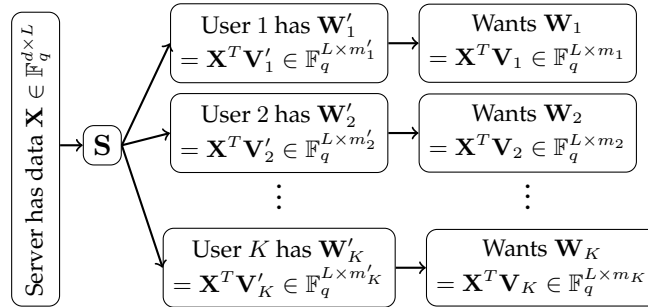 Server has data X ∈ 𝔽_q^{d×L}
S
User 1 has W′_1
= X^T V′_1 ∈ 𝔽_q^{L×m′_1}
Wants W_1
= X^T V_1 ∈ 𝔽_q^{L×m_1}
User 2 has W′_2
= X^T V′_2 ∈ 𝔽_q^{L×m′_2}
Wants W_2
= X^T V_2 ∈ 𝔽_q^{L×m_2}
⋮
⋮
User K has W′_K
= X^T V′_K ∈ 𝔽_q^{L×m′_K}
Wants W_K
= X^T V_K ∈ 𝔽_q^{L×m_K}